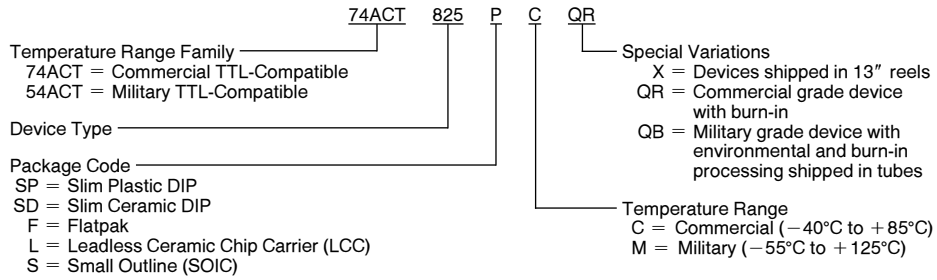 74ACT 825 P C QR
Temperature Range Family
74ACT = Commercial TTL-Compatible
54ACT = Military TTL-Compatible
Device Type
Package Code
SP = Slim Plastic DIP
SD = Slim Ceramic DIP
F = Flatpak
L = Leadless Ceramic Chip Carrier (LCC)
S = Small Outline (SOIC)
Special Variations
X = Devices shipped in 13″ reels
QR = Commercial grade device
with burn-in
QB = Military grade device with
environmental and burn-in
processing shipped in tubes
Temperature Range
C = Commercial (−40°C to +85°C)
M = Military (−55°C to +125°C)